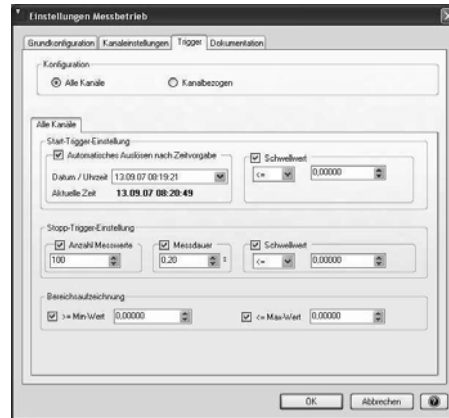 Einstellungen Messbetrieb
Grundkonfiguration Kanaleinstellungen Trigger Dokumentation
Konfiguration
Alle Kanäle Kanalbezogen
Alle Kanäle
Start-Trigger-Einstellung
Automatisches Auslösen nach Zeitvorgabe Schwellwert
Datum / Uhrzeit 13.09.07 08:19:21 <= 0,00000
Aktuelle Zeit 13.09.07 08:20:49
Stopp-Trigger-Einstellung
Anzahl Messwerte Messdauer Schwellwert
100 0,20 s <= 0,00000
Bereichsaufzeichnung
>= Min-Wert 0,00000 <= Max-Wert 0,00000
OK Abbrechen ?